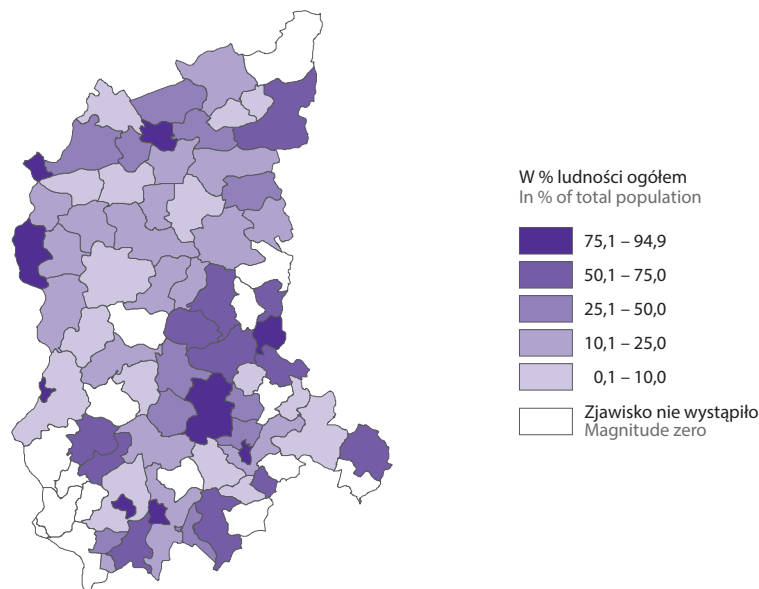 W % ludności ogółem
In % of total population
75,1 – 94,9
50,1 – 75,0
25,1 – 50,0
10,1 – 25,0
0,1 – 10,0
Zjawisko nie wystąpiło
Magnitude zero